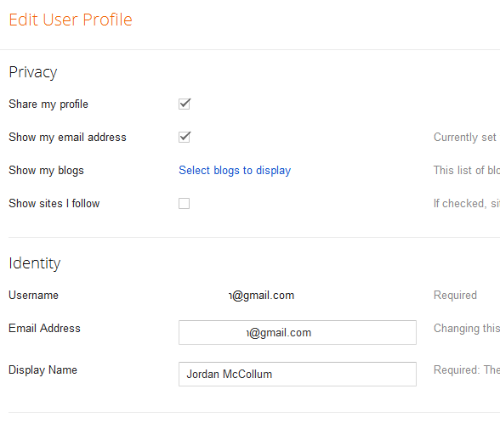 Edit User Profile
Privacy
Share my profile
Show my email address Currently set
Show my blogs Select blogs to display This list of blo
Show sites I follow If checked, si
Identity
Username @gmail.com Required
Email Address @gmail.com Changing this
Display Name Jordan McCollum Required: The